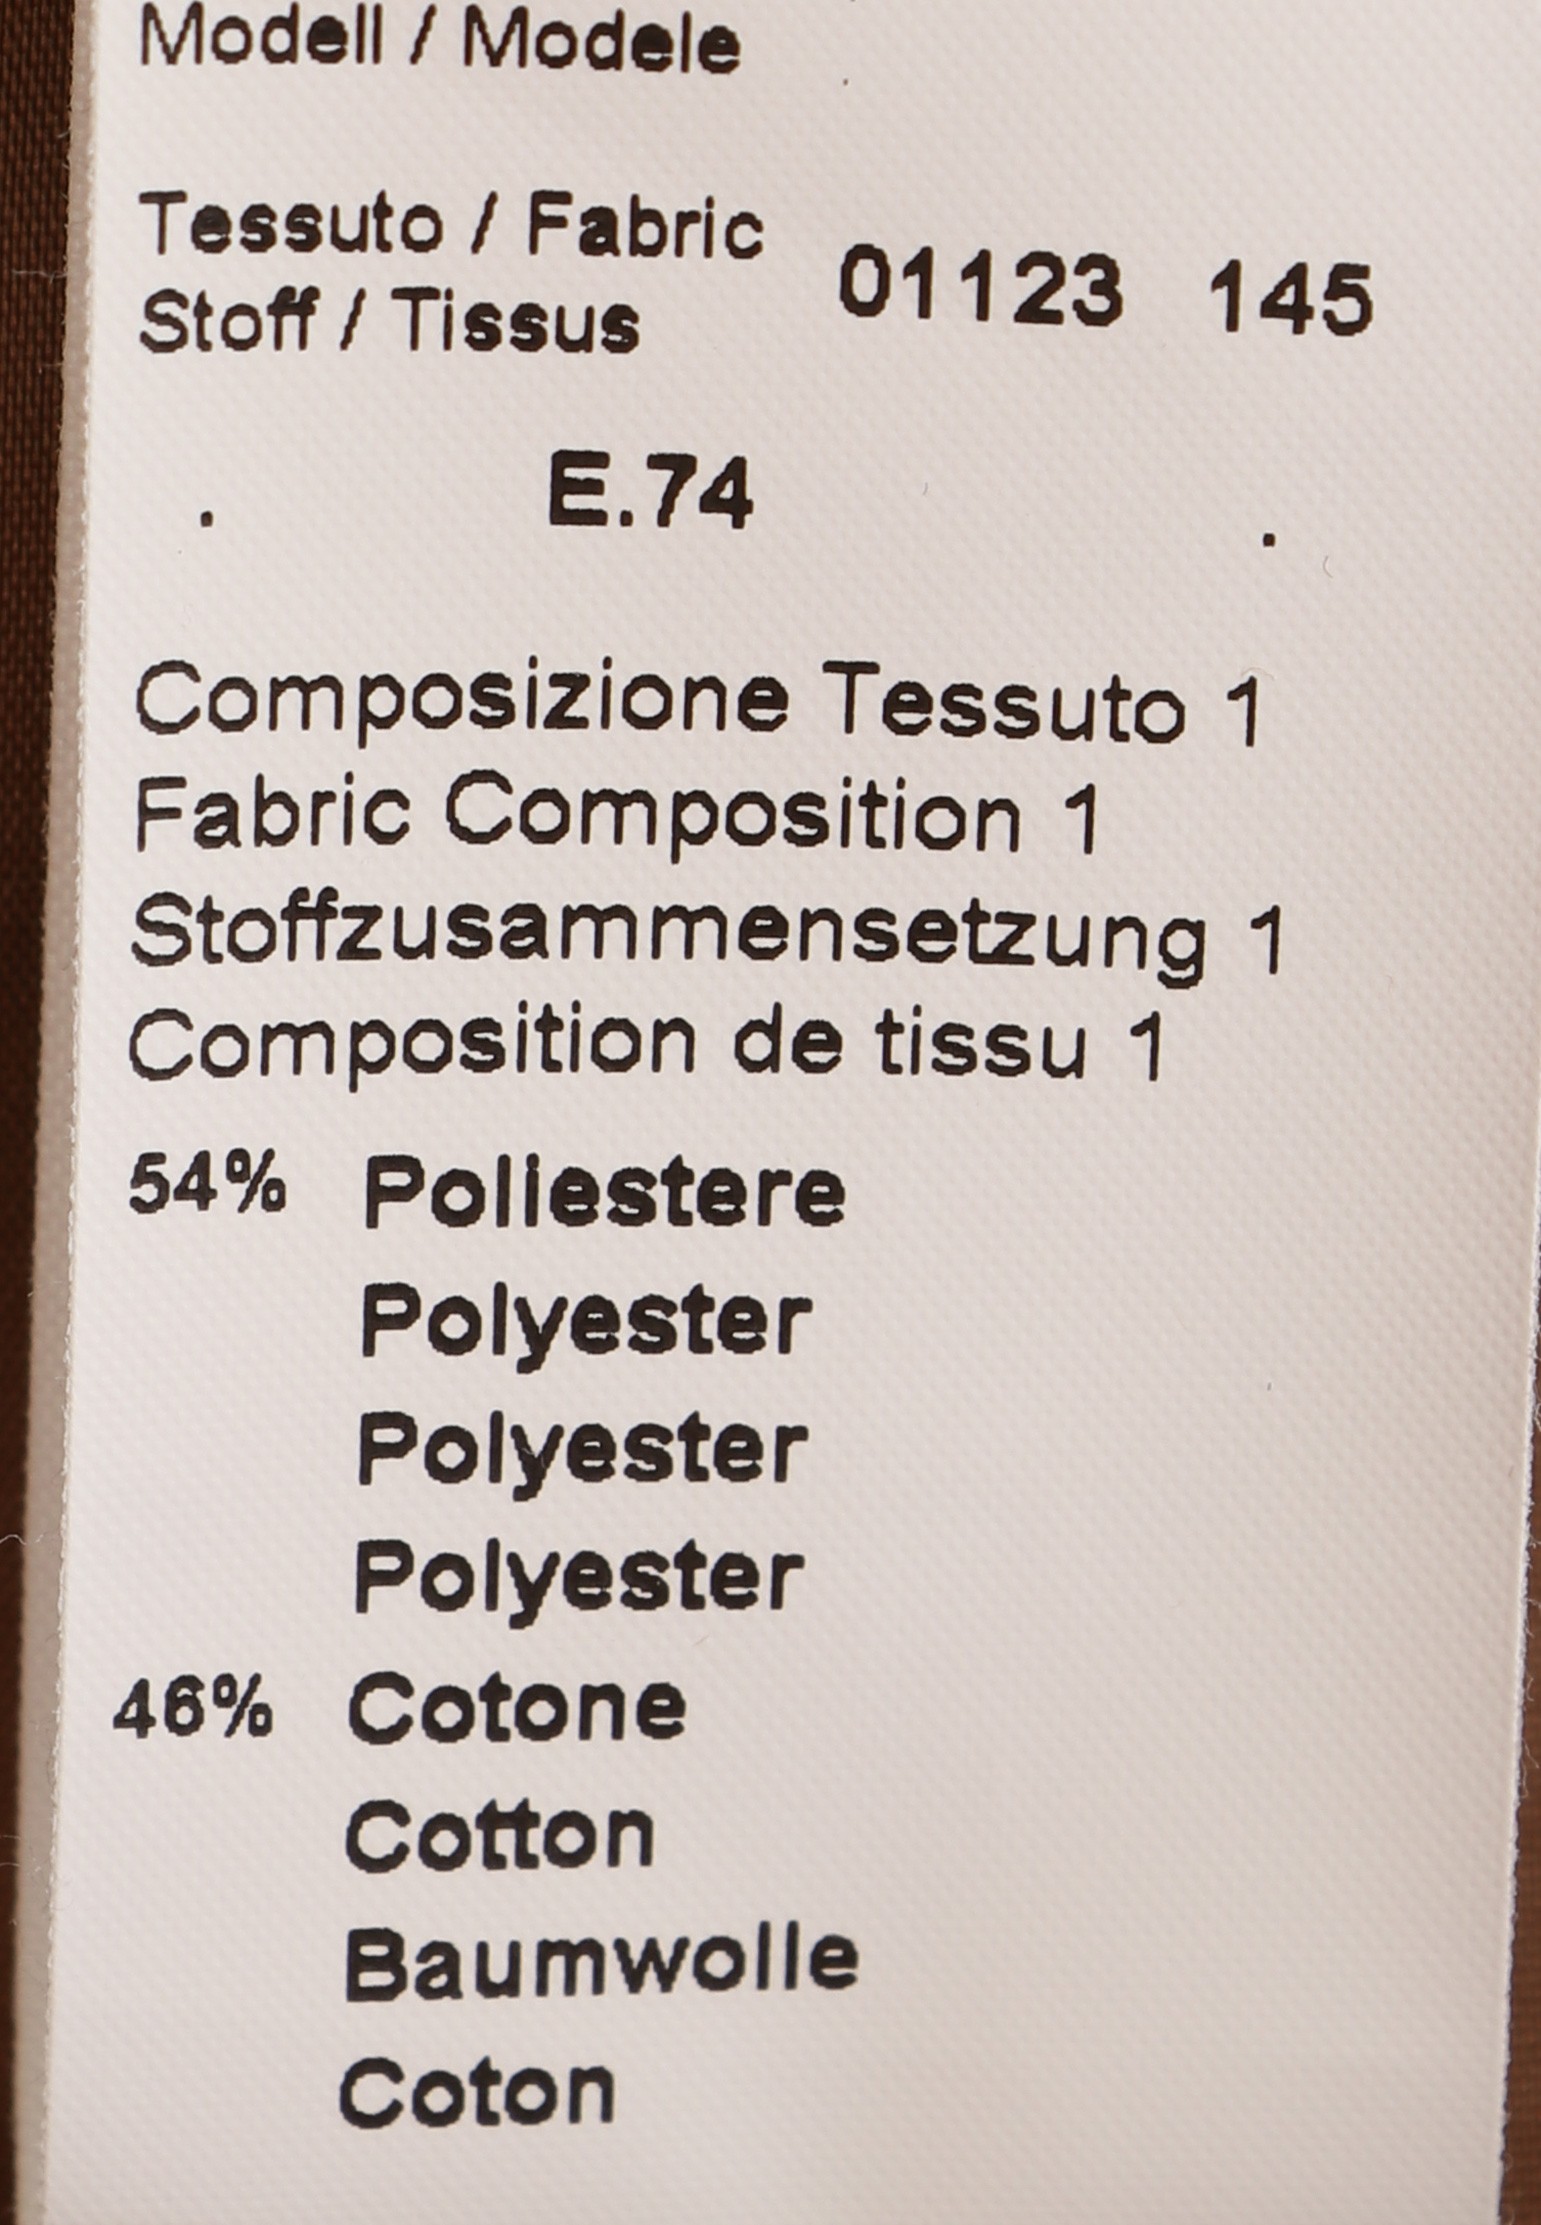 Modell / Modele
Tessuto / Fabric
Stoff / Tissus
01123 145
. E.74 .
Composizione Tessuto 1
Fabric Composition 1
Stoffzusammensetzung 1
Composition de tissu 1
54% Poliestere
Polyester
Polyester
Polyester
46% Cotone
Cotton
Baumwolle
Coton